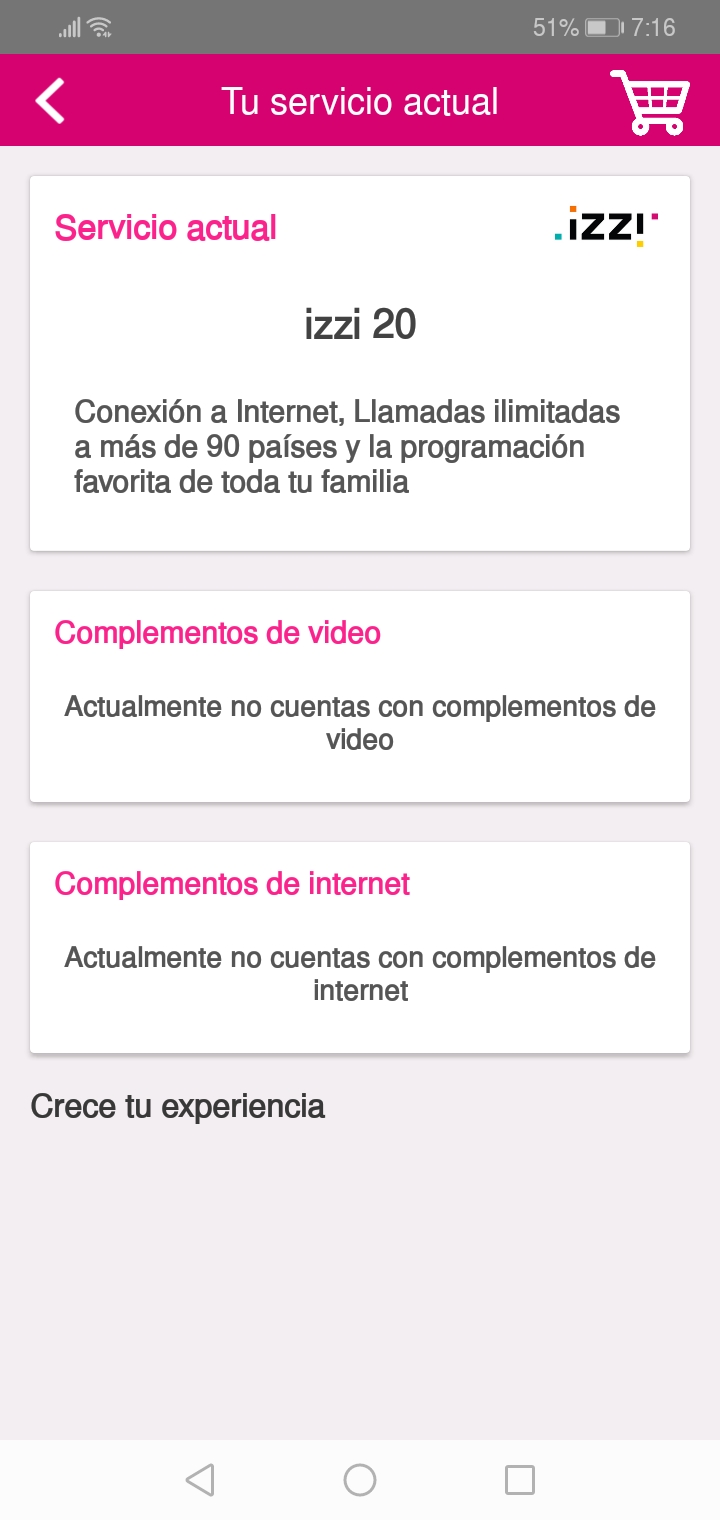 51% 7:16
Tu servicio actual
Servicio actual
izzi
izzi 20
Conexión a Internet, Llamadas ilimitadas
a más de 90 países y la programación
favorita de toda tu familia
Complementos de video
Actualmente no cuentas con complementos de
video
Complementos de internet
Actualmente no cuentas con complementos de
internet
Crece tu experiencia